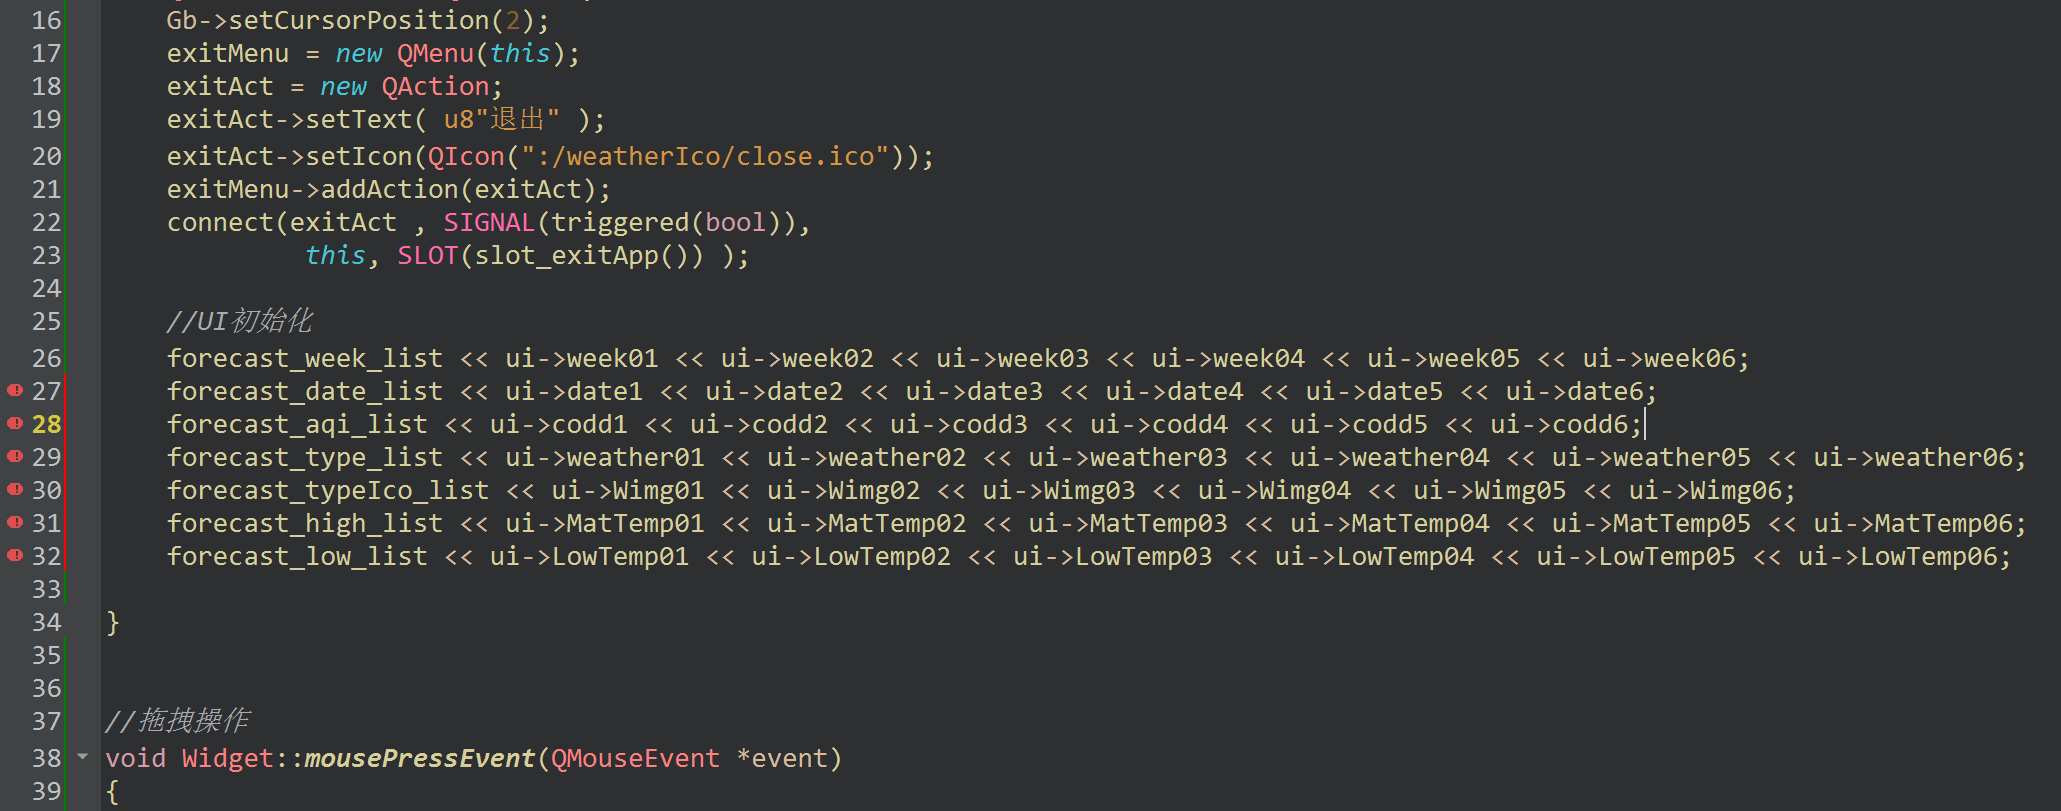 16 Gb->setCursorPosition(2);
17 exitMenu = new QMenu(this);
18 exitAct = new QAction;
19 exitAct->setText( u8"退出" );
20 exitAct->setIcon(QIcon(":/weatherIco/close.ico"));
21 exitMenu->addAction(exitAct);
22 connect(exitAct , SIGNAL(triggered(bool)),
23 this, SLOT(slot_exitApp()) );
24
25 //UI初始化
26 forecast_week_list << ui->week01 << ui->week02 << ui->week03 << ui->week04 << ui->week05 << ui->week06;
27 forecast_date_list << ui->date1 << ui->date2 << ui->date3 << ui->date4 << ui->date5 << ui->date6;
28 forecast_aqi_list << ui->codd1 << ui->codd2 << ui->codd3 << ui->codd4 << ui->codd5 << ui->codd6;
29 forecast_type_list << ui->weather01 << ui->weather02 << ui->weather03 << ui->weather04 << ui->weather05 << ui->weather06;
30 forecast_typeIco_list << ui->Wimg01 << ui->Wimg02 << ui->Wimg03 << ui->Wimg04 << ui->Wimg05 << ui->Wimg06;
31 forecast_high_list << ui->MatTemp01 << ui->MatTemp02 << ui->MatTemp03 << ui->MatTemp04 << ui->MatTemp05 << ui->MatTemp06;
32 forecast_low_list << ui->LowTemp01 << ui->LowTemp02 << ui->LowTemp03 << ui->LowTemp04 << ui->LowTemp05 << ui->LowTemp06;
33
34 }
35
36
37 //拖拽操作
38 void Widget::mousePressEvent(QMouseEvent *event)
39 {